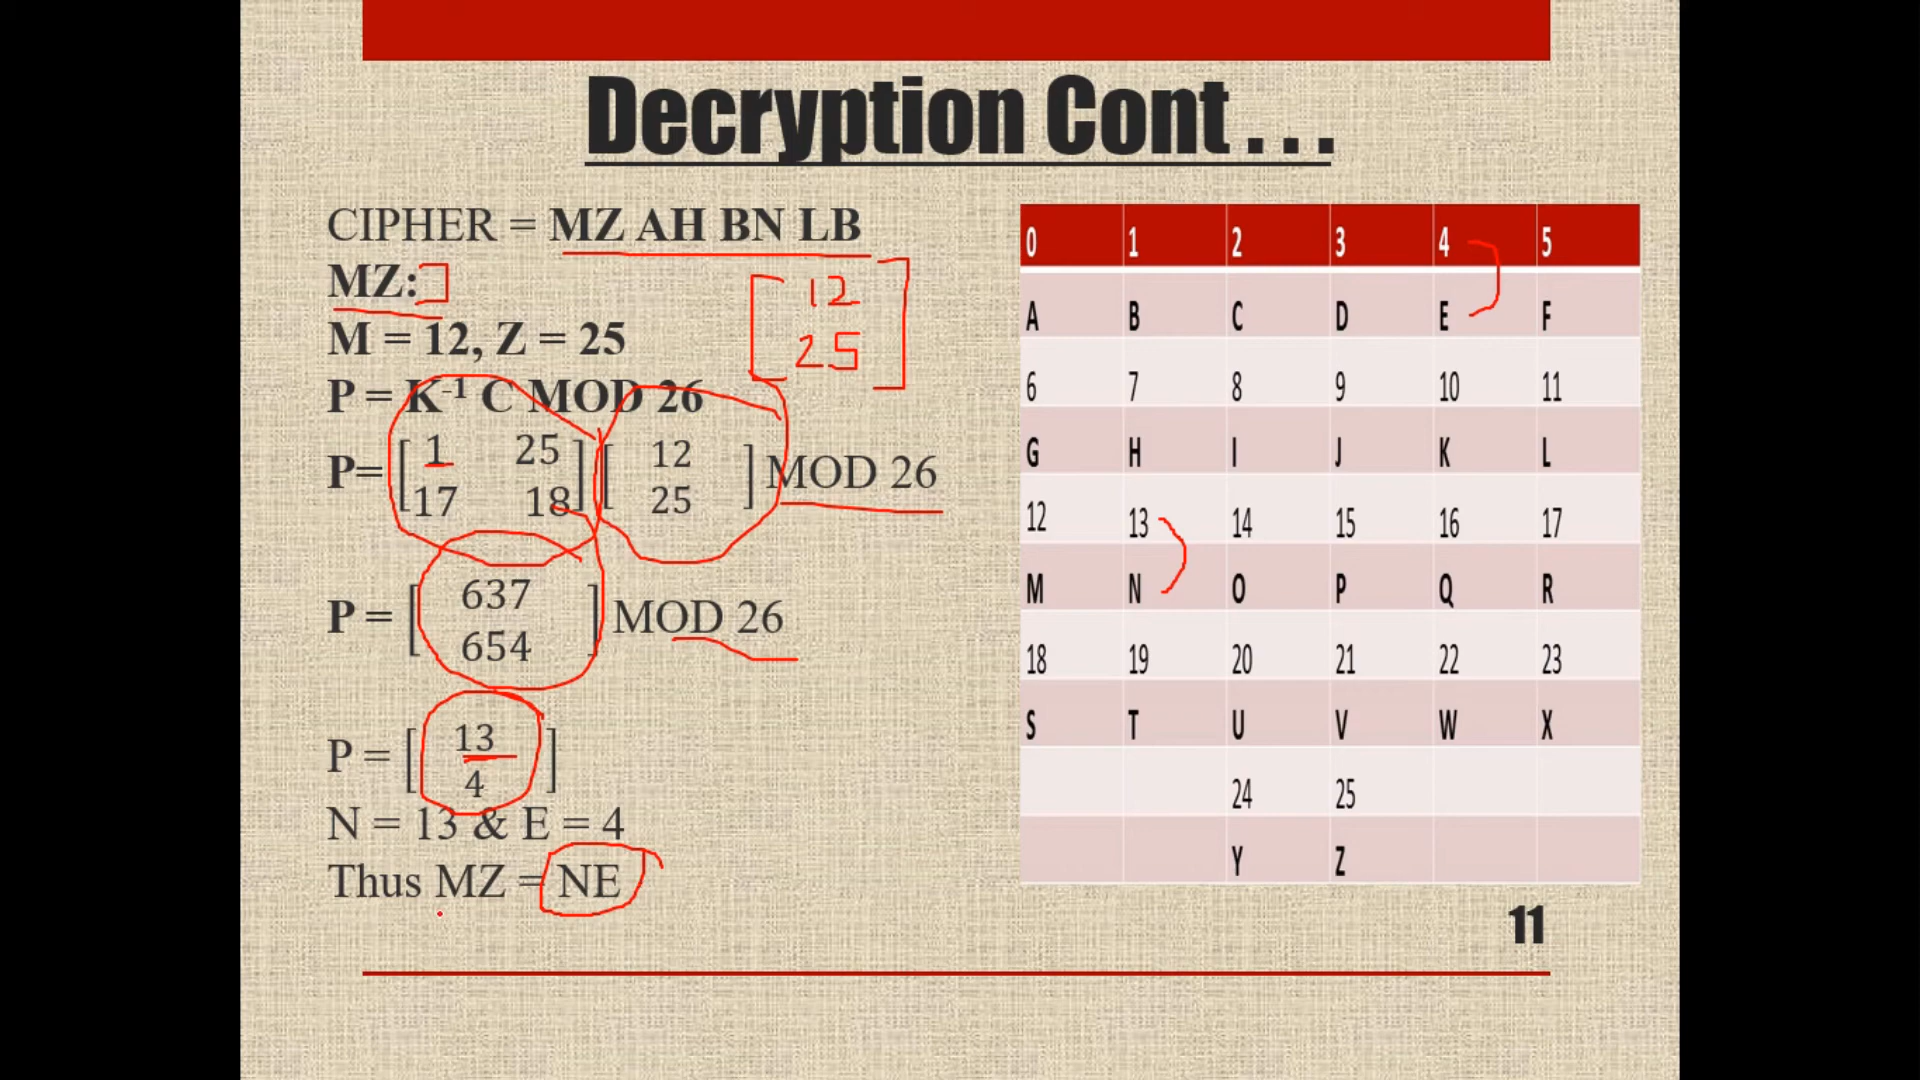 Decryption Cont . . .
CIPHER = MZ AH BN LB
MZ:
M = 12, Z = 25
P = K⁻¹ C MOD 26
P= [ 1 25 ] [ 12 ] MOD 26
17 18 25
P = [ 637 ] MOD 26
654
P = [ 13 ]
4
N = 13 & E = 4
Thus MZ = NE
[ 12 ]
25
0 1 2 3 4 5
A B C D E F
6 7 8 9 10 11
G H I J K L
12 13 14 15 16 17
M N O P Q R
18 19 20 21 22 23
S T U V W X
24 25
Y Z
11